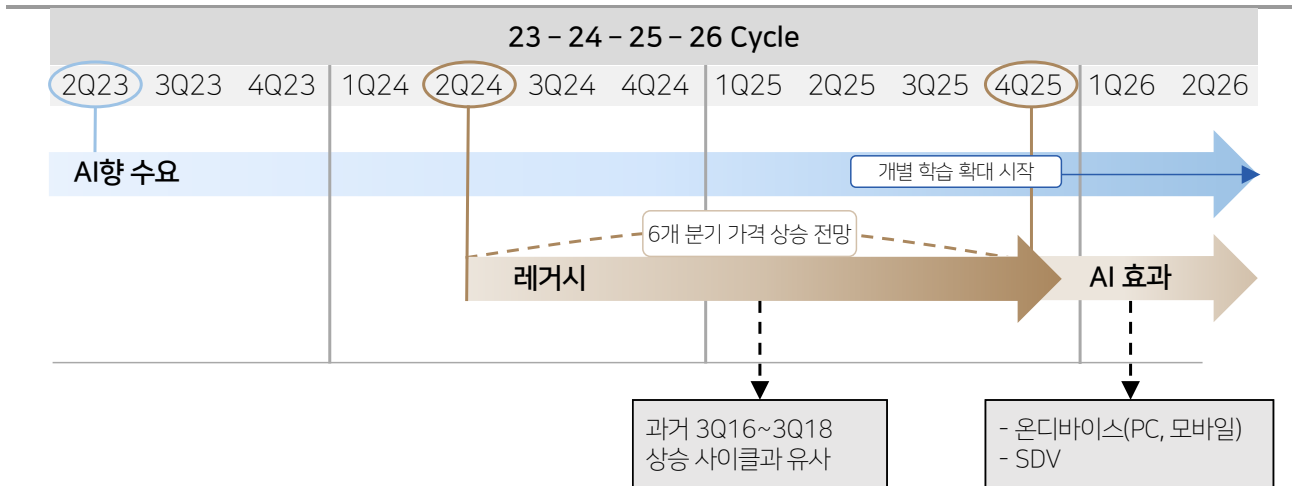 23 – 24 – 25 – 26 Cycle
2Q23 3Q23 4Q23 1Q24 2Q24 3Q24 4Q24 1Q25 2Q25 3Q25 4Q25 1Q26 2Q26
AI향 수요
개별 학습 확대 시작
6개 분기 가격 상승 전망
레거시
AI 효과
과거 3Q16~3Q18
상승 사이클과 유사
- 온디바이스(PC, 모바일)
- SDV